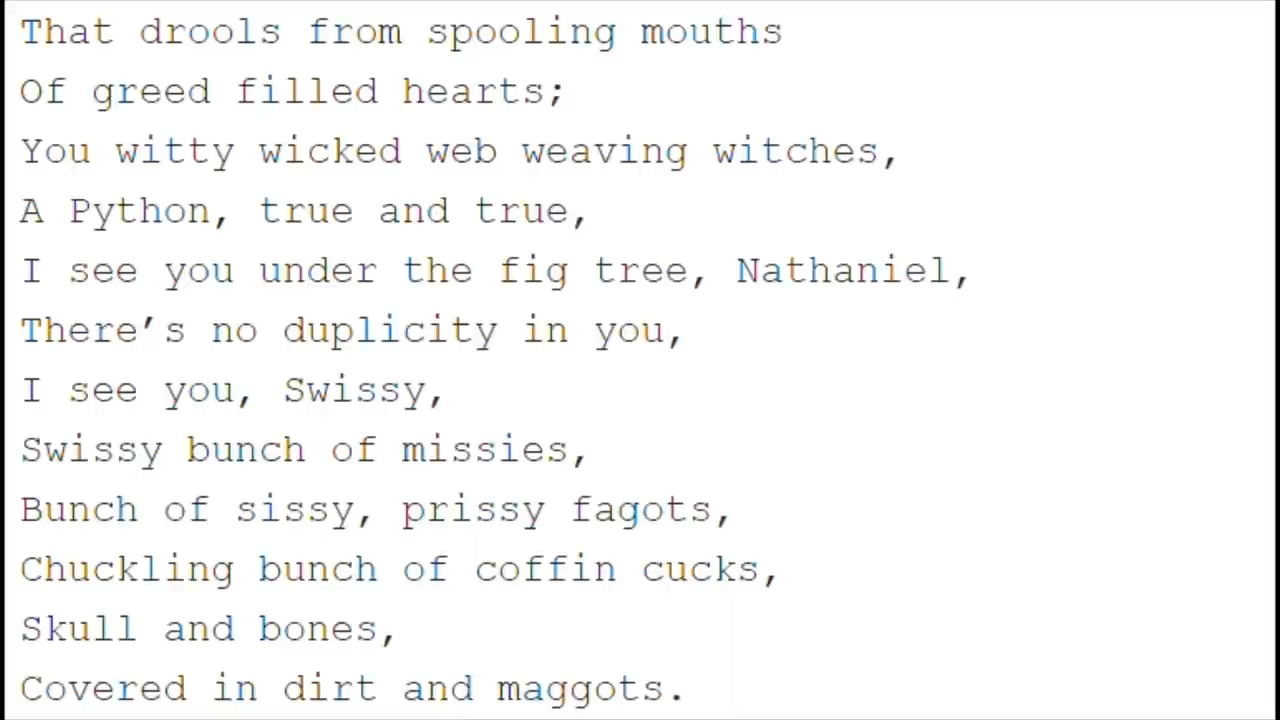 That drools from spooling mouths
Of greed filled hearts;
You witty wicked web weaving witches,
A Python, true and true,
I see you under the fig tree, Nathaniel,
There’s no duplicity in you,
I see you, Swissy,
Swissy bunch of missies,
Bunch of sissy, prissy fagots,
Chuckling bunch of coffin cucks,
Skull and bones,
Covered in dirt and maggots.